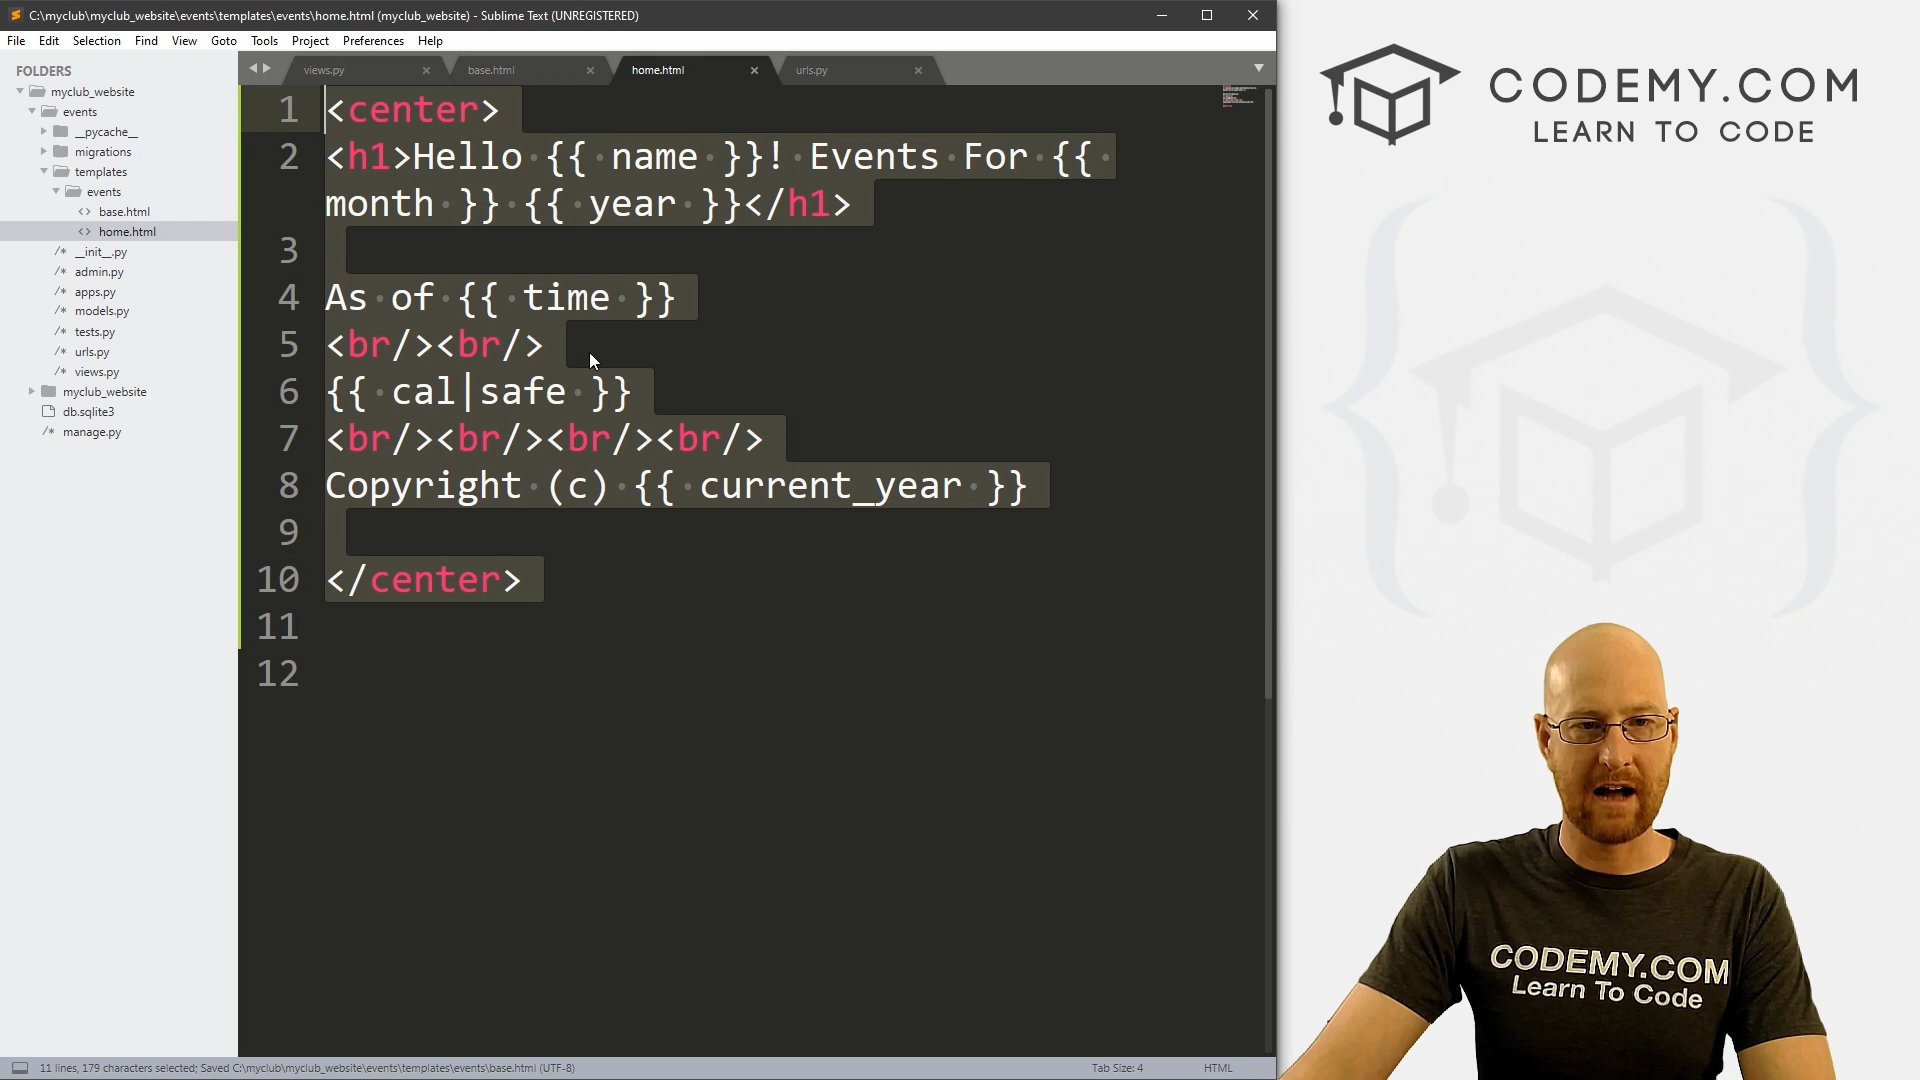 C:\myclub\myclub_website\events\templates\events\home.html (myclub_website) - Sublime Text (UNREGISTERED)
File Edit Selection Find View Goto Tools Project Preferences Help
FOLDERS
myclub_website
events
__pycache__
migrations
templates
events
base.html
home.html
__init__.py
admin.py
apps.py
models.py
tests.py
urls.py
views.py
myclub_website
db.sqlite3
manage.py
views.py base.html home.html urls.py
1 <center>
2 <h1>Hello {{ name }}! Events For {{
month }} {{ year }}</h1>
3
4 As of {{ time }}
5 <br/><br/>
6 {{ cal|safe }}
7 <br/><br/><br/><br/>
8 Copyright (c) {{ current_year }}
9
10 </center>
11
12
11 lines, 179 characters selected; Saved C:\myclub\myclub_website\events\templates\events\base.html (UTF-8)
Tab Size: 4
HTML
CODEMY.COM
LEARN TO CODE
CODEMY.COM
Learn To Code